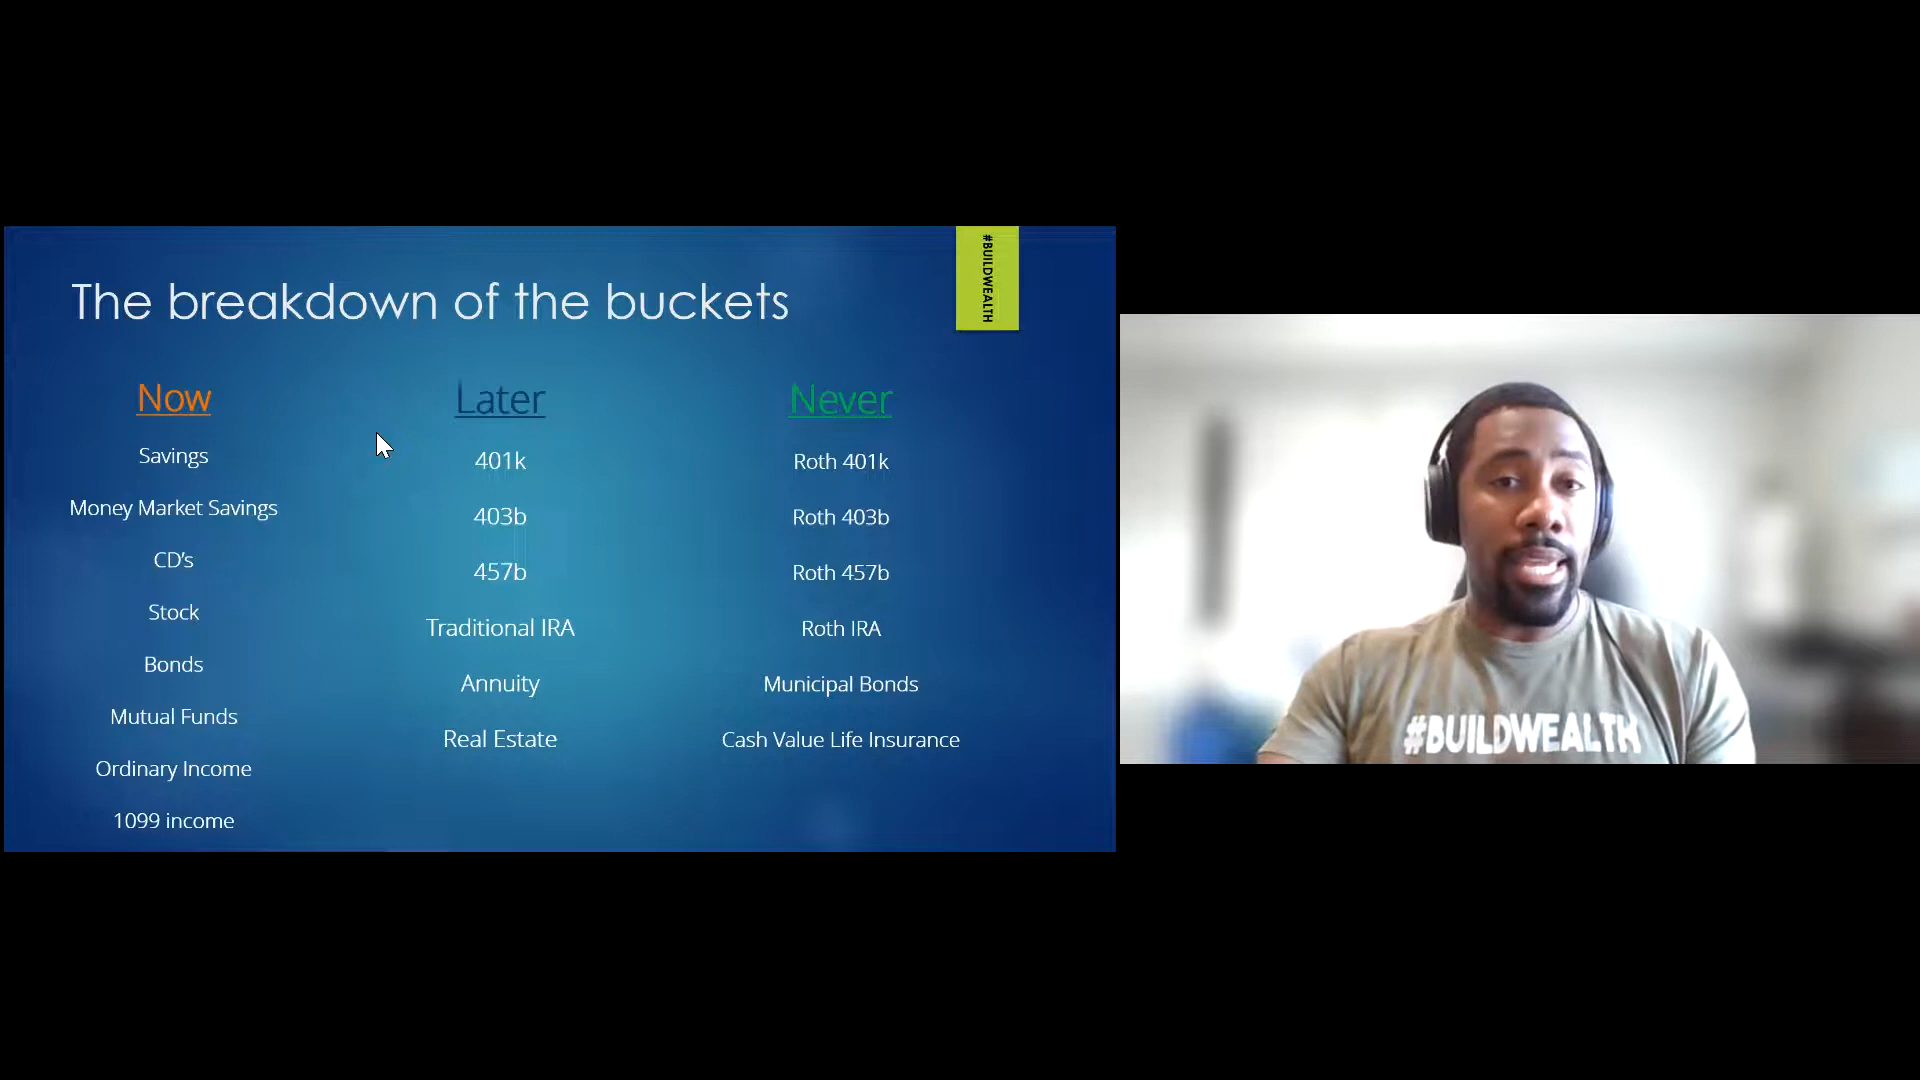 The breakdown of the buckets
#BUILDWEALTH
Now
Savings
Money Market Savings
CD's
Stock
Bonds
Mutual Funds
Ordinary Income
1099 income
Later
401k
403b
457b
Traditional IRA
Annuity
Real Estate
Never
Roth 401k
Roth 403b
Roth 457b
Roth IRA
Municipal Bonds
Cash Value Life Insurance
#BUILDWEALTH